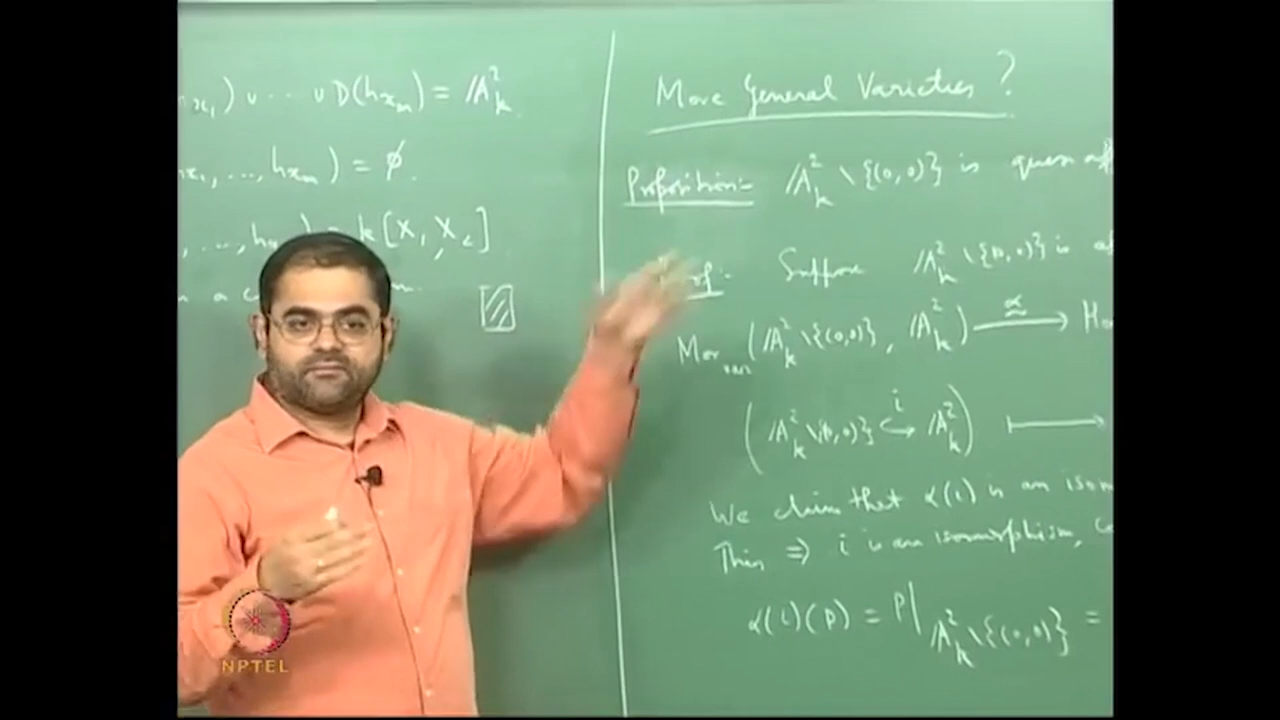 x₁) ∪ ⋯ ∪ D(hₓₘ) = 𝔸²ₖ.
x₁, ..., hₓₘ) = ∅.
k[X₁, X₂]
More General Varieties?
Proposition:- 𝔸²ₖ \ {(0,0)} is quasi aff
Proof:- Suppose 𝔸²ₖ \ {(0,0)} is af
Mor_var(𝔸²ₖ \ {(0,0)}, 𝔸²ₖ) —α~→ Ho
(𝔸²ₖ \ {(0,0)} ↪ⁱ 𝔸²ₖ) ⟼
We claim that α(i) is an isom
This ⇒ i is an isomorphism,
α(i)(p) = p|_{𝔸²ₖ \ {(0,0)}} =
NPTEL